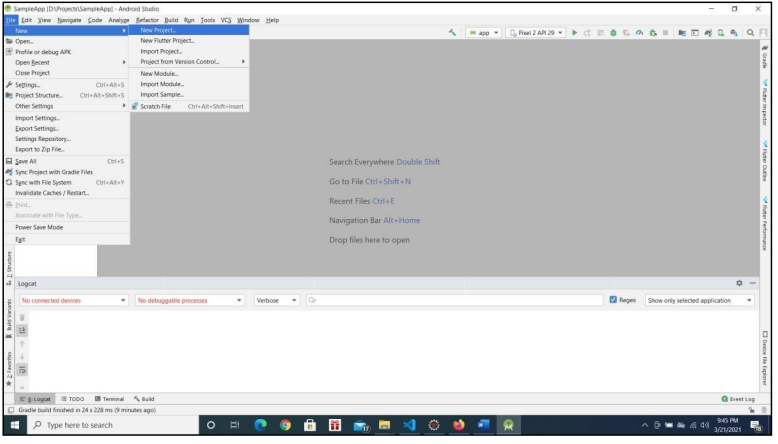 SampleApp [D:\Projects\SampleApp] - Android Studio
File Edit View Navigate Code Analyze Refactor Build Run Tools VCS Window Help
app Pixel 2 API 29
New
Open...
Profile or debug APK
Open Recent
Close Project
Settings... Ctrl+Alt+S
Project Structure... Ctrl+Alt+Shift+S
Other Settings
Import Settings...
Export Settings...
Settings Repository...
Export to Zip File...
Save All Ctrl+S
Sync Project with Gradle Files
Sync with File System Ctrl+Alt+Y
Invalidate Caches / Restart...
Print...
Associate with File Type...
Power Save Mode
Exit
New Project...
New Flutter Project...
Import Project...
Project from Version Control...
New Module...
Import Module...
Import Sample...
Scratch File Ctrl+Alt+Shift+Insert
Search Everywhere Double Shift
Go to File Ctrl+Shift+N
Recent Files Ctrl+E
Navigation Bar Alt+Home
Drop files here to open
Gradle
Flutter Inspector
Flutter Outline
Flutter Performance
Device File Explorer
Z: Structure
Build Variants
2: Favorites
Logcat
No connected devices No debuggable processes Verbose Regex Show only selected application
6: Logcat TODO Terminal Build Event Log
Gradle build finished in 24 s 228 ms (9 minutes ago)
Type here to search
9:45 PM
3/21/2021